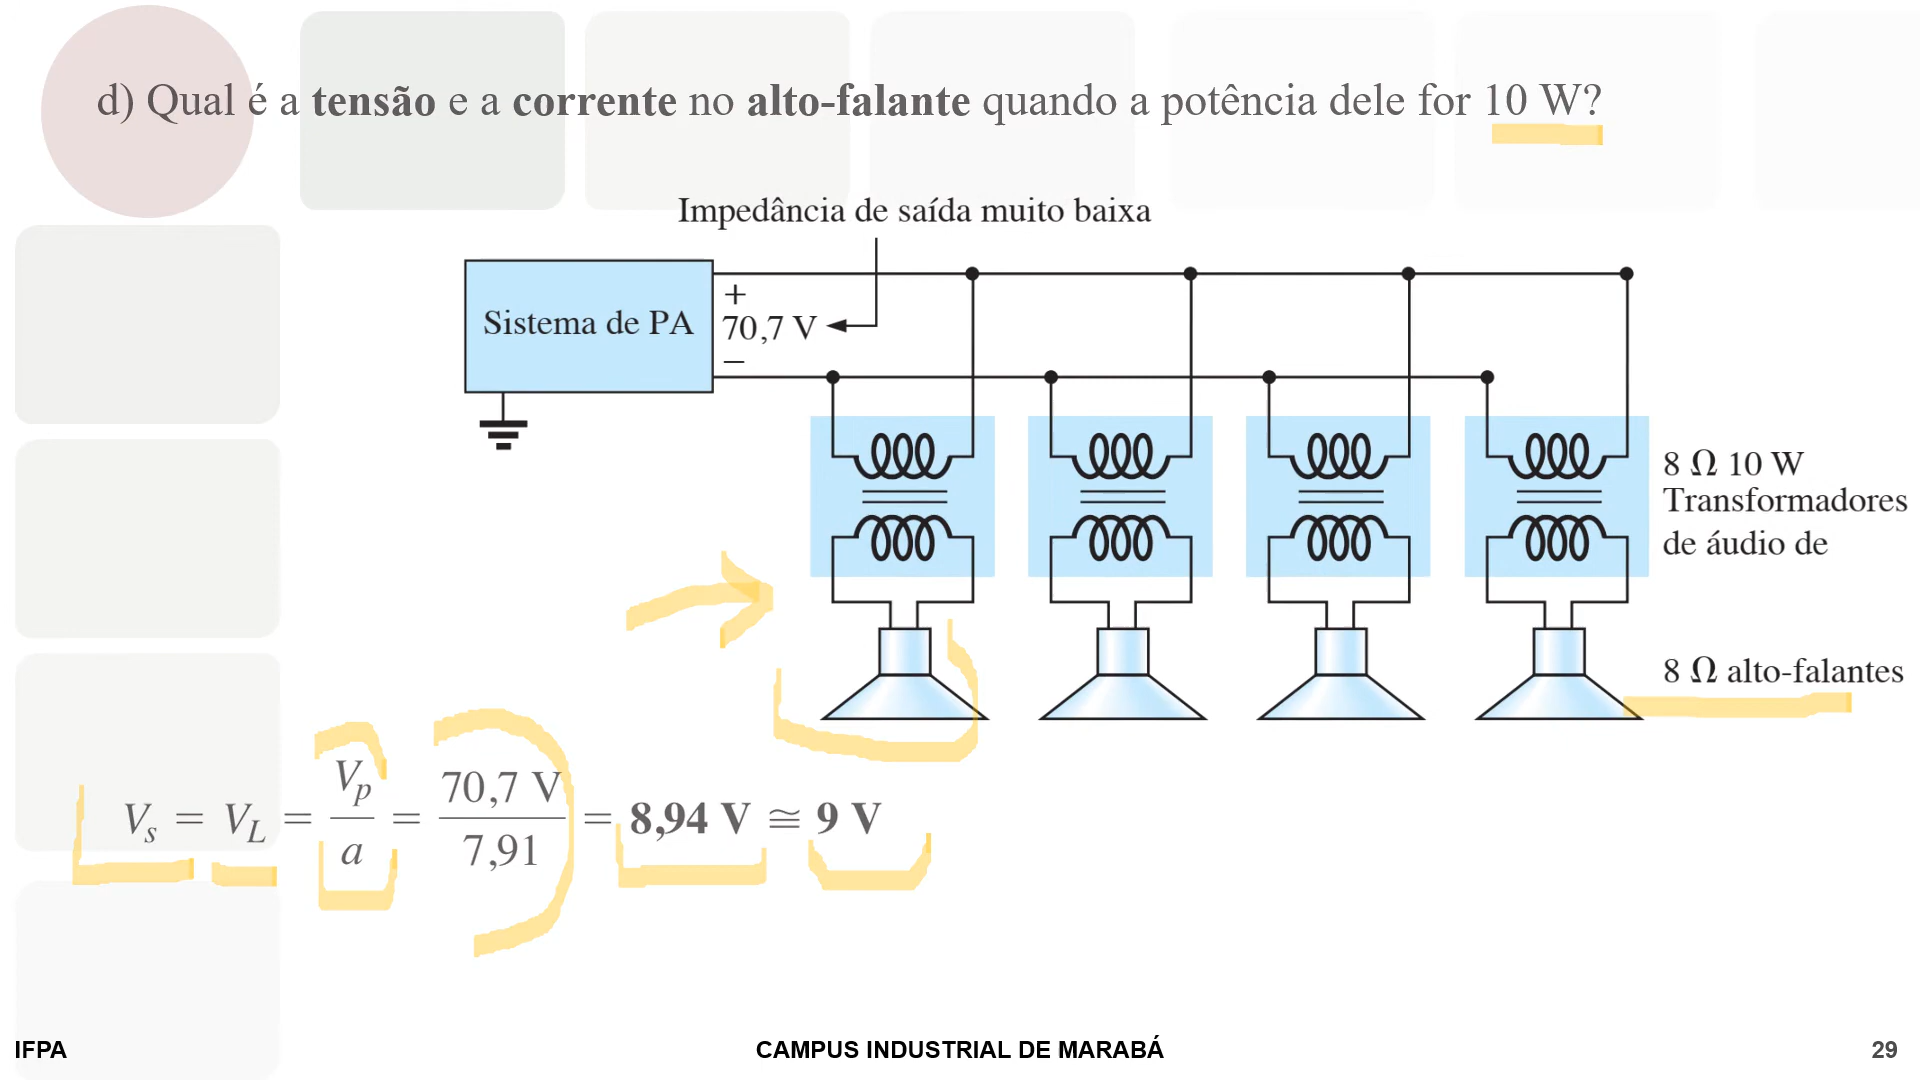 d) Qual é a tensão e a corrente no alto-falante quando a potência dele for 10 W?
Impedância de saída muito baixa
Sistema de PA
+
70,7 V
−
8 Ω 10 W
Transformadores
de áudio de
8 Ω alto-falantes
Vs = VL = Vp/a = 70,7 V/7,91 = 8,94 V ≅ 9 V
IFPA
CAMPUS INDUSTRIAL DE MARABÁ
29